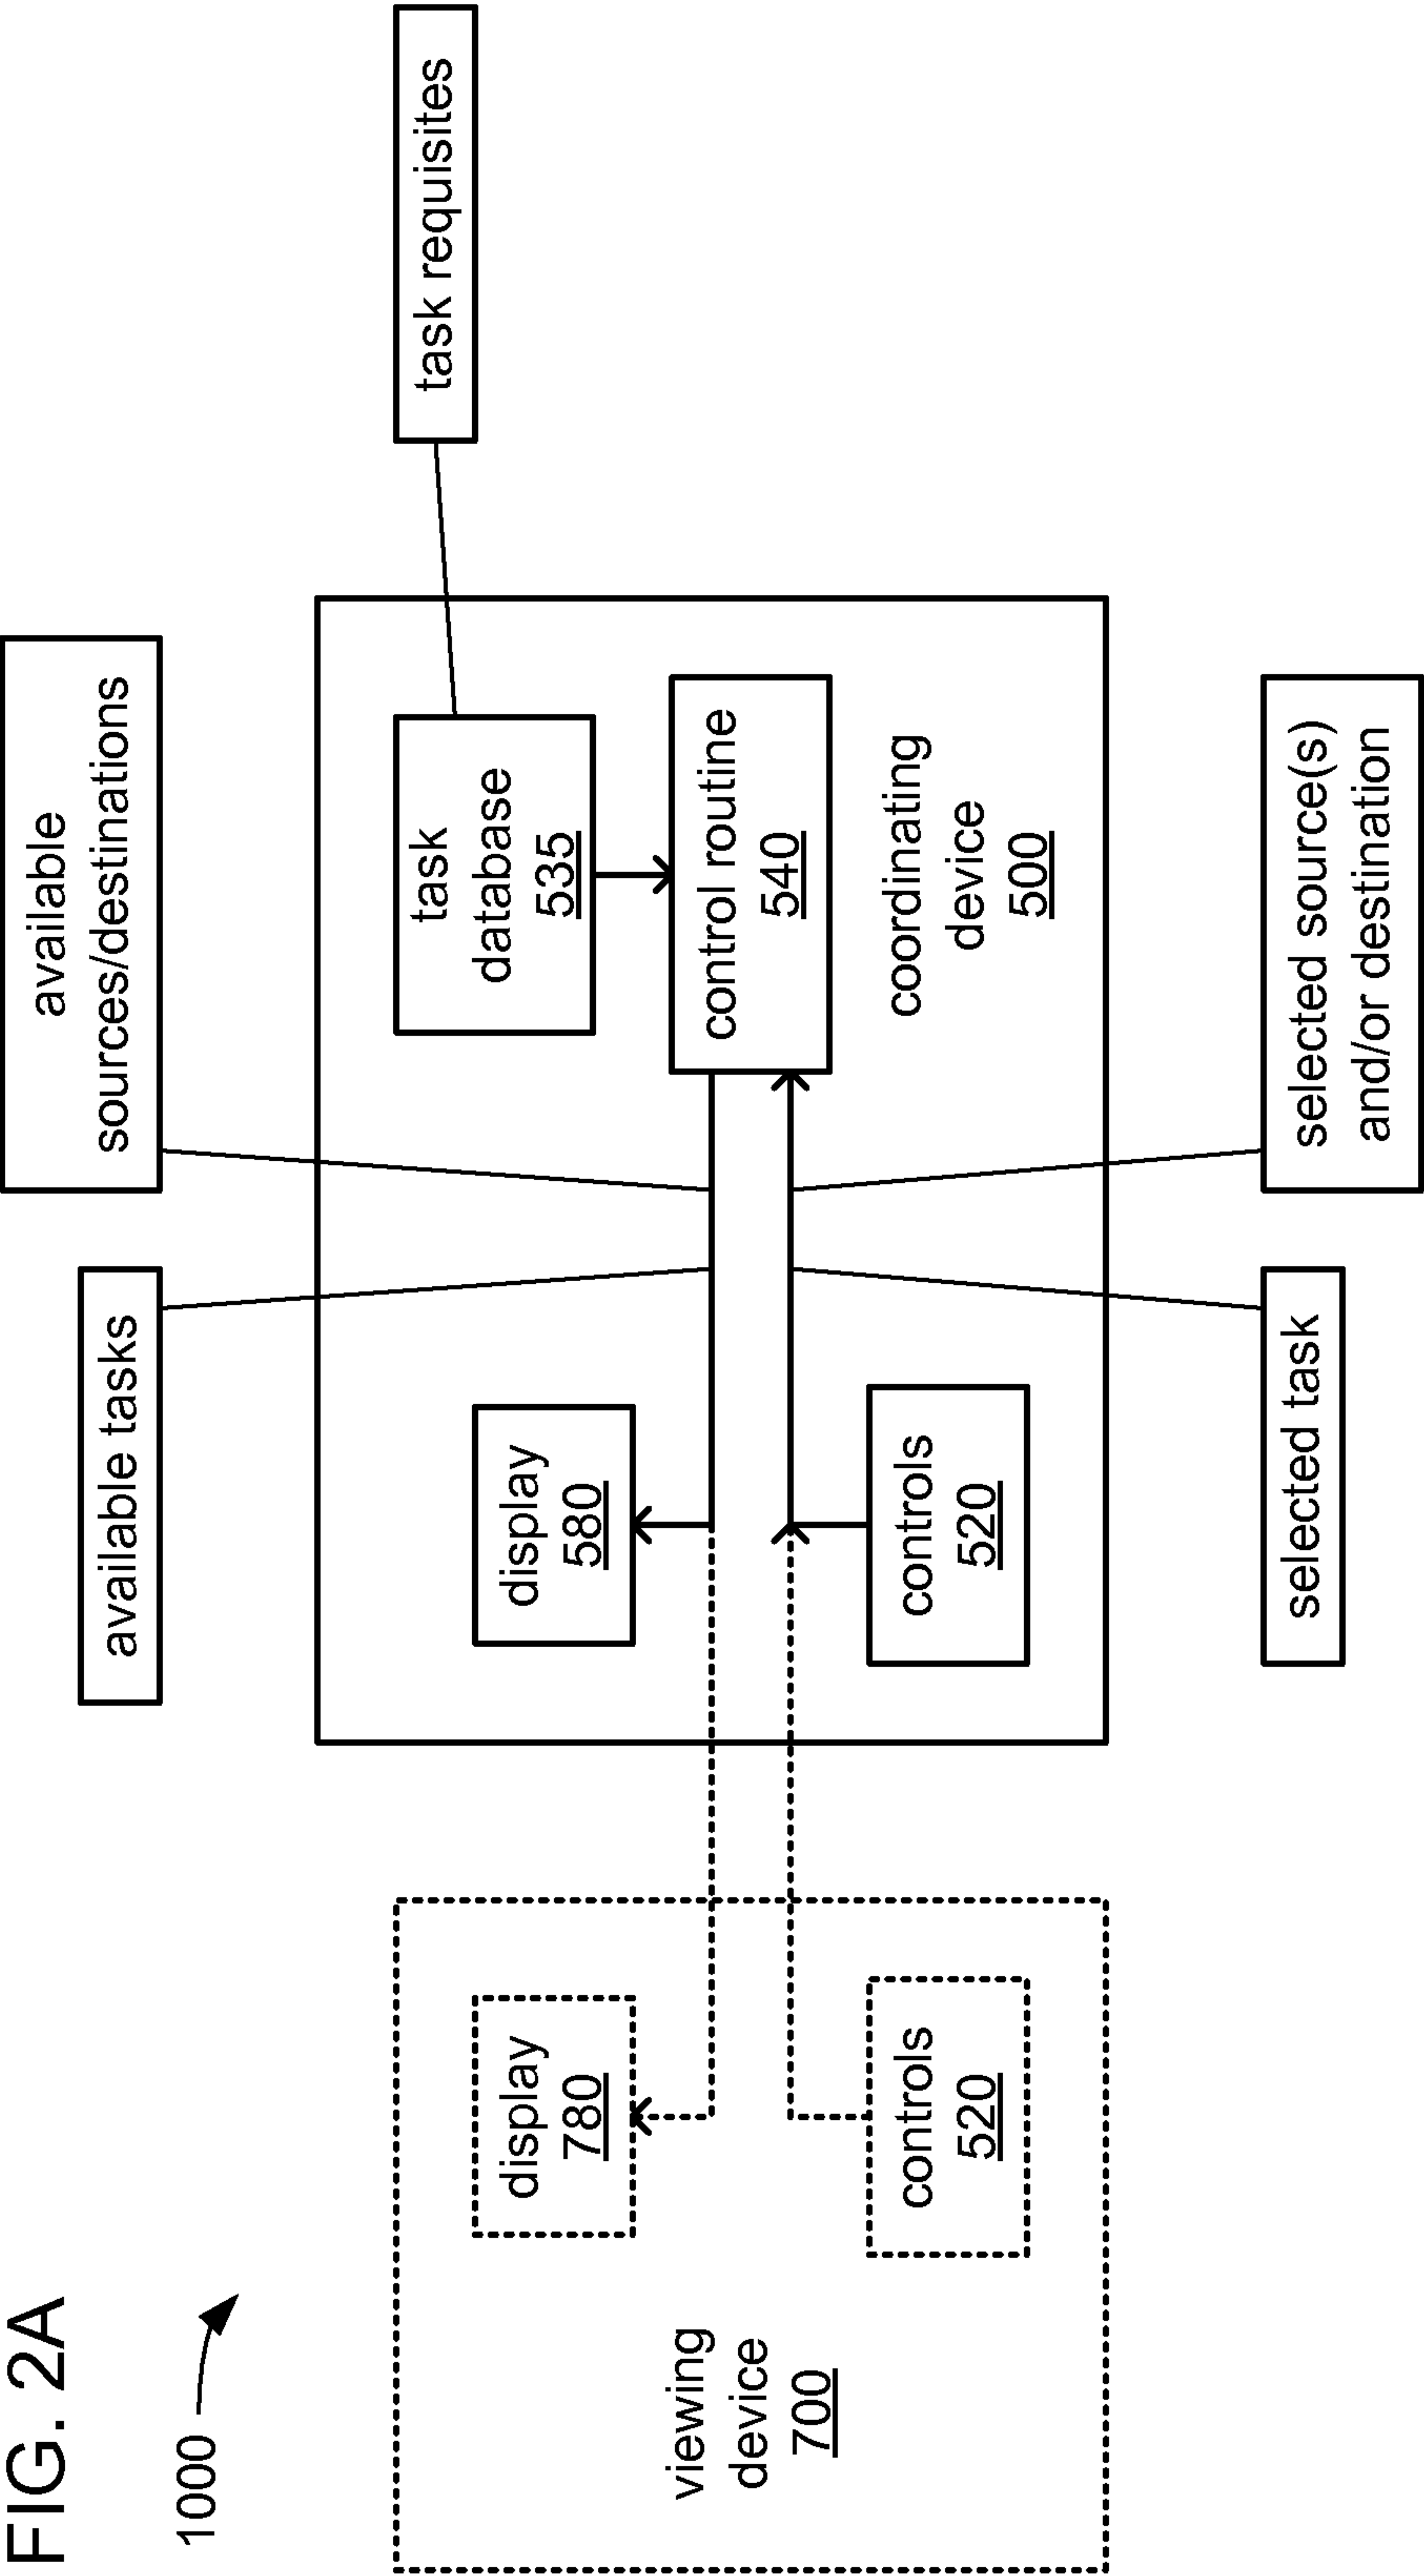 FIG. 2A
1000
available tasks
available
sources/destinations
task requisites
viewing
device
700
display
780
controls
520
display
580
controls
520
task
database
535
control routine
540
coordinating
device
500
selected task
selected source(s)
and/or destination